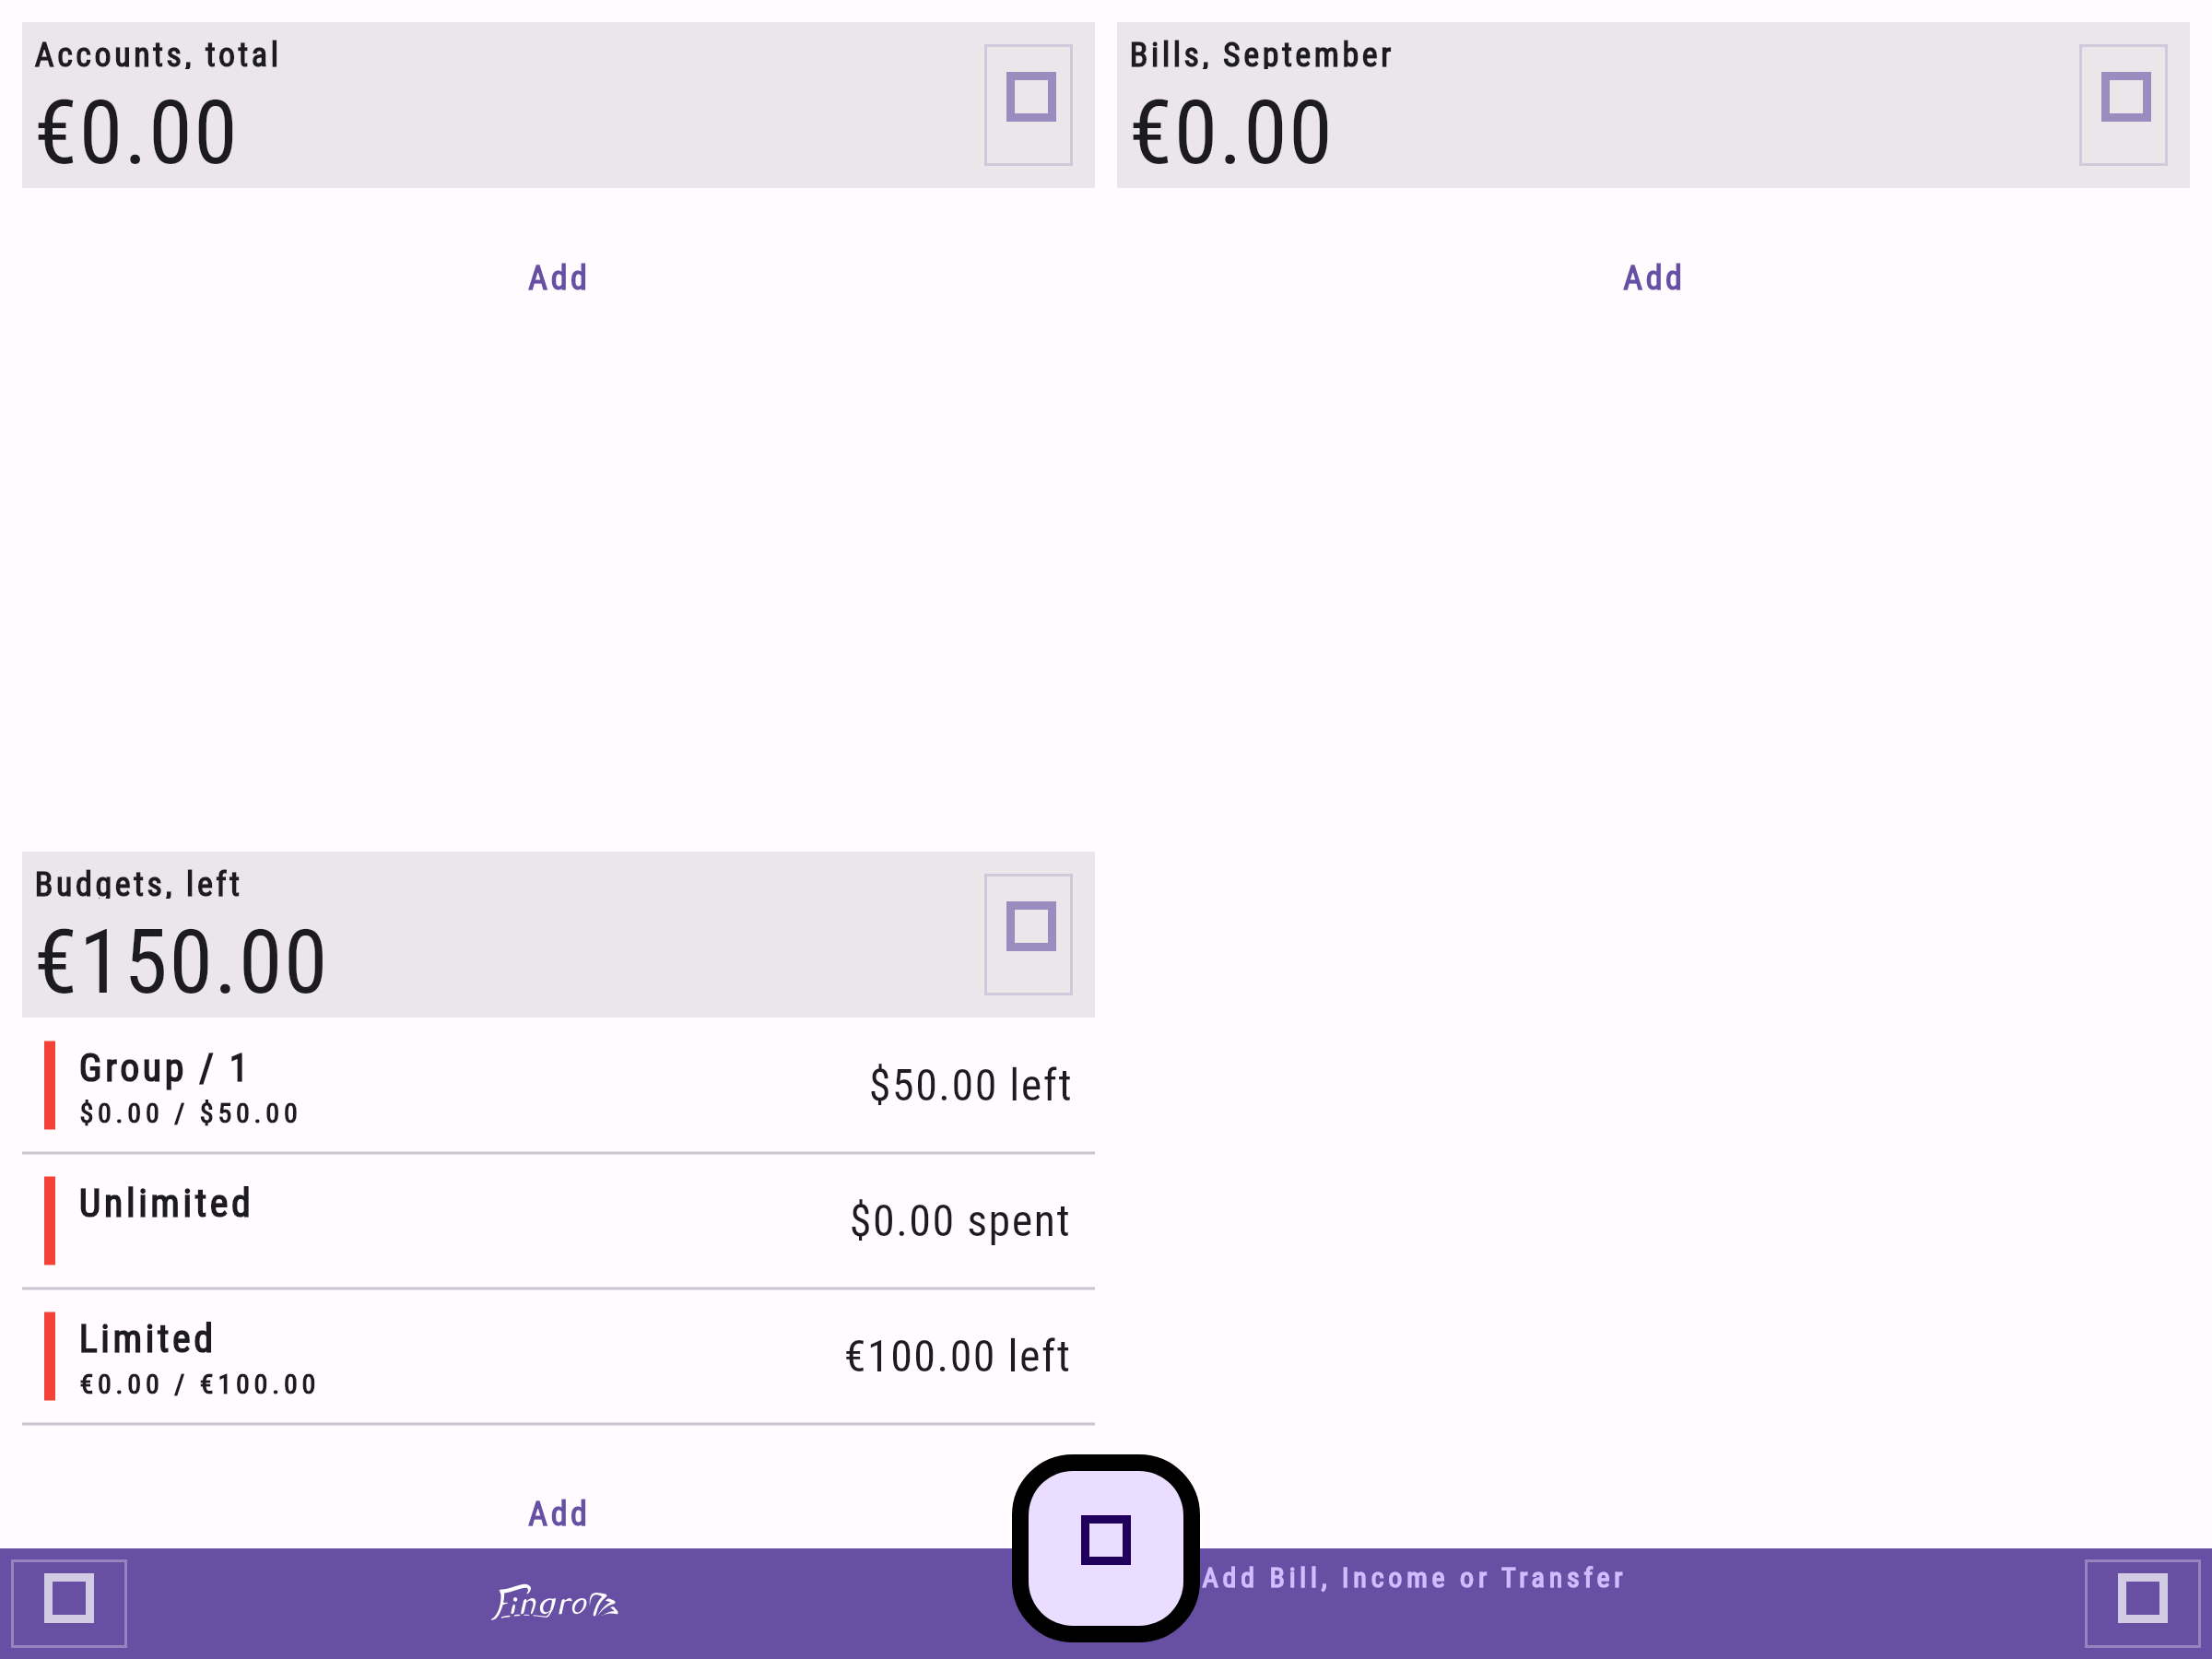 Accounts, total
€0.00
Add
Bills, September
€0.00
Add
Budgets, left
€150.00
Group / 1
$0.00 / $50.00
$50.00 left
Unlimited
$0.00 spent
Limited
€0.00 / €100.00
€100.00 left
Add
Add Bill, Income or Transfer